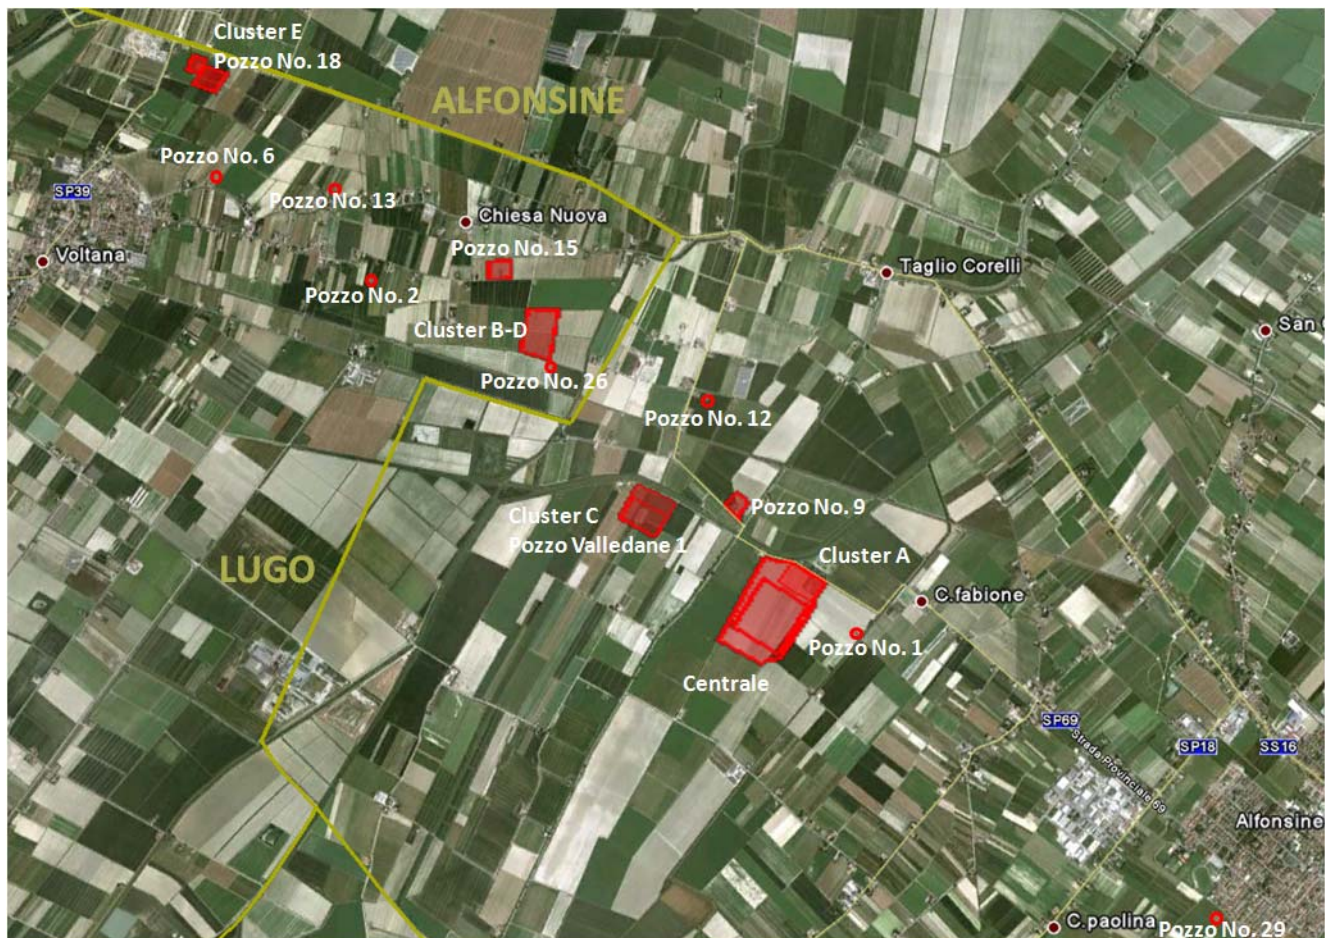 Cluster E
Pozzo No. 18
ALFONSINE
Pozzo No. 6
SP39
Pozzo No. 13
Chiesa Nuova
Voltana
Pozzo No. 15
Taglio Corelli
Pozzo No. 2
Cluster B-D
San
Pozzo No. 26
Pozzo No. 12
Cluster C
Pozzo No. 9
Pozzo Valledane 1
Cluster A
LUGO
C.fabione
Pozzo No. 1
Centrale
SP69
Strada Provinciale 69
SP18
SS16
Alfonsine
C.paolina
Pozzo No. 29